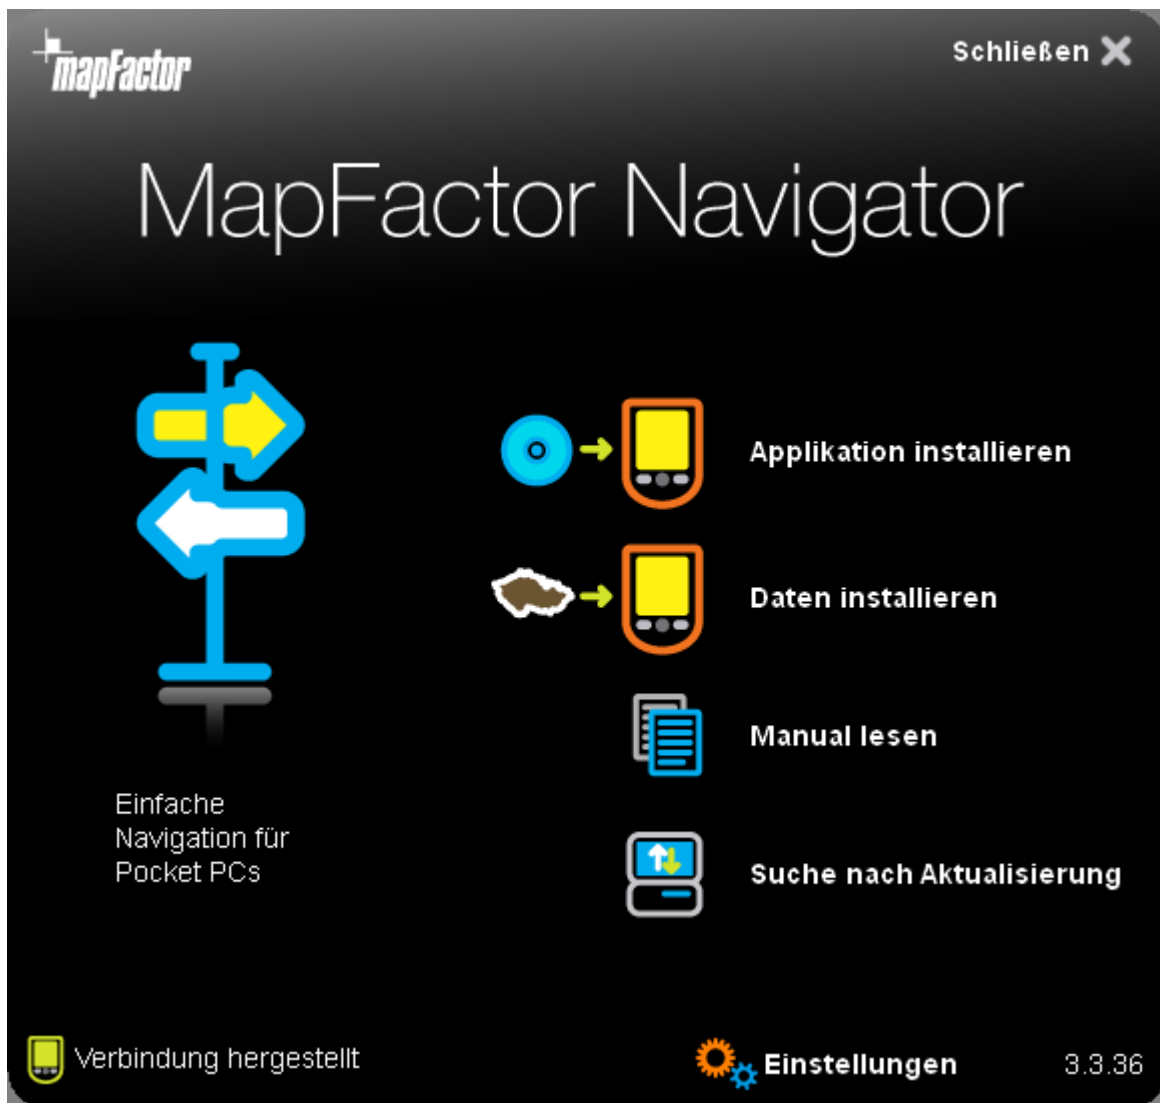 mapFactor
Schließen
MapFactor Navigator
Applikation installieren
Daten installieren
Manual lesen
Einfache
Navigation für
Pocket PCs
Suche nach Aktualisierung
Verbindung hergestellt
Einstellungen
3.3.36